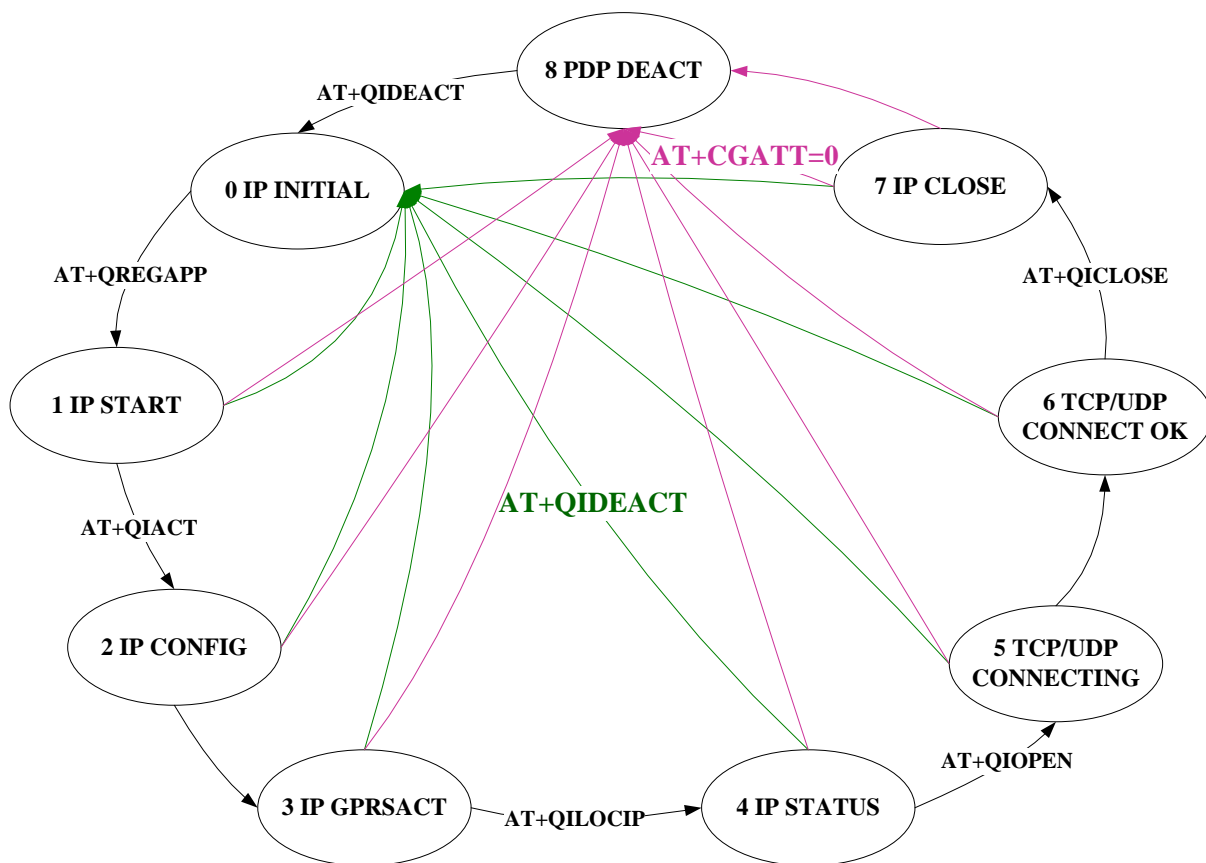 8 PDP DEACT
AT+QIDEACT
AT+CGATT=0
0 IP INITIAL
7 IP CLOSE
AT+QREGAPP
AT+QICLOSE
1 IP START
6 TCP/UDP
CONNECT OK
AT+QIDEACT
AT+QIACT
2 IP CONFIG
5 TCP/UDP
CONNECTING
AT+QIOPEN
3 IP GPRSACT
AT+QILOCIP
4 IP STATUS